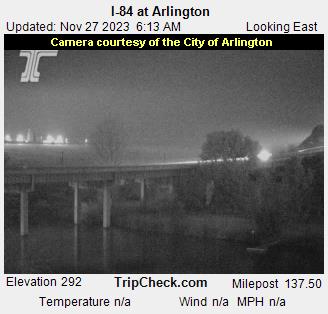 I-84 at Arlington
Updated: Nov 27 2023 6:13 AM Looking East
Camera courtesy of the City of Arlington
Elevation 292 TripCheck.com Milepost 137.50
Temperature n/a Wind n/a MPH n/a